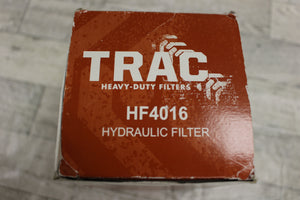 TRAC
HEAVY-DUTY FILTERS
HF4016
HYDRAULIC FILTER